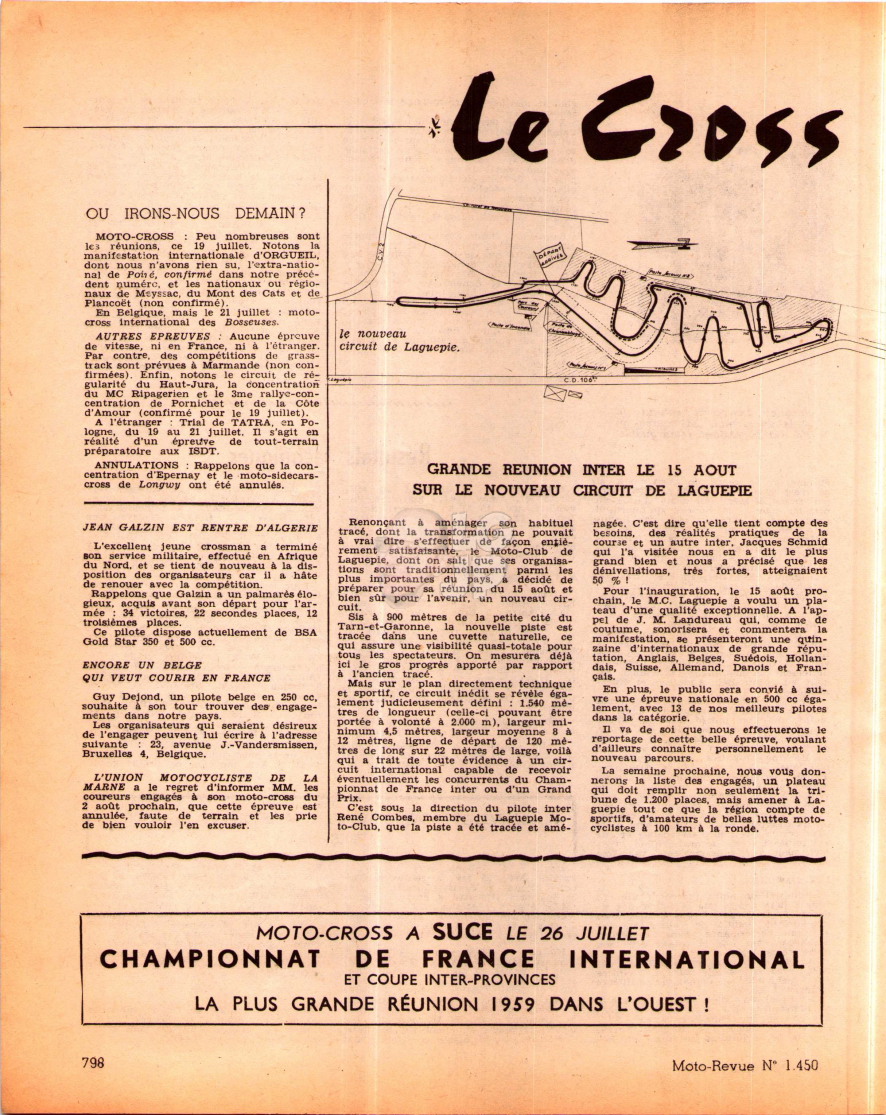 Le Cross
OU IRONS-NOUS DEMAIN ?
MOTO-CROSS : Peu nombreuses sont
les réunions, ce 19 juillet. Notons la
manifestation internationale d'ORGUEIL,
dont nous n'avons rien su, l'extra-natio-
nal de confirmé dans notre précé-
dent numéro, et les nationaux ou régio-
naux de Meyssac, du Mont des Cats et de
Plancoët (non confirmé).
En Belgique, mais le 21 juillet : moto-
cross international des Bosseuses.
AUTRES EPREUVES : Aucune épreuve
de vitesse, ni en France, ni à l'étranger.
Par contre, des compétitions de grass-
track sont prévues à Marmande (non con-
firmées). Enfin, notons le circuit de ré-
gularité du Haut-Jura, la concentration
du MC Ripagerien et le 3me rallye-con-
centration de Pornichet et de la Côte
d'Amour (confirmé pour le 19 juillet).
A l'étranger : Trial de TATRA, en Po-
logne, du 19 au 21 juillet. Il s'agit en
réalité d'un épreuve de tout-terrain
préparatoire aux ISDT.
ANNULATIONS : Rappelons que la con-
centration d'Epernay et le moto-sidecars-
cross de Longwy ont été annulés.
JEAN GALZIN EST RENTRE D'ALGERIE
L'excellent jeune crossman a terminé
son service militaire, effectué en Afrique
du Nord, et se tient de nouveau à la dis-
position des organisateurs car il a hâte
de renouer avec la compétition.
Rappelons que Galzin a un palmarés élo-
gieux, acquis avant son départ pour l'ar-
mée : 34 victoires, 22 secondes places, 12
troisièmes places.
Ce pilote dispose actuellement de BSA
Gold Star 350 et 500 cc.
ENCORE UN BELGE
QUI VEUT COURIR EN FRANCE
Guy Dejond, un pilote belge en 250 cc,
souhaite à son tour trouver des engage-
ments dans notre pays.
Les organisateurs qui seraient désireux
de l'engager peuvent lui écrire à l'adresse
suivante : 23, avenue J.-Vandersmissen,
Bruxelles 4, Belgique.
L'UNION MOTOCYCLISTE DE LA
MARNE a le regret d'informer MM. les
coureurs engagés à son moto-cross du
2 août prochain, que cette épreuve est
annulée, faute de terrain et les prie
de bien vouloir l'en excuser.
C.V. 2
DÉPART
ARRIVÉE
le nouveau
circuit de Laguepie.
Laguepie
C.D. 106
GRANDE REUNION INTER LE 15 AOUT
SUR LE NOUVEAU CIRCUIT DE LAGUEPIE
Renonçant à aménager son habituel
tracé, dont la transformation ne pouvait
à vrai dire s'effectuer de façon entiè-
rement satisfaisante, le Moto-Club de
Laguepie, dont on sait que ses organisa-
tions sont traditionnellement parmi les
plus importantes du pays, a décidé de
préparer pour sa réunion du 15 août et
bien sûr pour l'avenir, un nouveau cir-
cuit.
Sis à 900 mètres de la petite cité du
Tarn-et-Garonne, la nouvelle piste est
tracée dans une cuvette naturelle, ce
qui assure une visibilité quasi-totale pour
tous les spectateurs. On mesurera déjà
ici le gros progrès apporté par rapport
à l'ancien tracé.
Mais sur le plan directement technique
et sportif, ce circuit inédit se révèle éga-
lement judicieusement défini : 1.540 mè-
tres de longueur (celle-ci pouvant être
portée à volonté à 2.000 m), largeur mi-
nimum 4,5 mètres, largeur moyenne 8 à
12 mètres, ligne de départ de 120 mè-
tres de long sur 22 mètres de large, voilà
qui a trait de toute évidence à un cir-
cuit international capable de recevoir
éventuellement les concurrents du Cham-
pionnat de France inter ou d'un Grand
Prix.
C'est sous la direction du pilote inter
René Combes, membre du Laguepie Mo-
to-Club, que la piste a été tracée et amé-
nagée. C'est dire qu'elle tient compte des
besoins, des réalités pratiques de la
course et un autre inter, Jacques Schmid
qui l'a visitée nous en a dit le plus
grand bien et nous a précisé que les
dénivellations, très fortes, atteignaient
50 % !
Pour l'inauguration, le 15 août pro-
chain, le M.C. Laguepie a voulu un pla-
teau d'une qualité exceptionnelle. A l'ap-
pel de J. M. Landureau qui, comme de
coutume, sonorisera et commentera la
manifestation, se présenteront une quin-
zaine d'internationaux de grande répu-
tation, Anglais, Belges, Suédois, Hollan-
dais, Suisse, Allemand, Danois et Fran-
çais.
En plus, le public sera convié à sui-
vre une épreuve nationale en 500 cc éga-
lement, avec 13 de nos meilleurs pilotes
dans la catégorie.
Il va de soi que nous effectuerons le
reportage de cette belle épreuve, voulant
d'ailleurs connaitre personnellement le
nouveau parcours.
La semaine prochaine, nous vous don-
nerons la liste des engagés, un plateau
qui doit remplir non seulement la tri-
bune de 1.200 places, mais amener à La-
guepie tout ce que la région compte de
sportifs, d'amateurs de belles luttes moto-
cyclistes à 100 km à la ronde.
MOTO-CROSS A SUCE LE 26 JUILLET
CHAMPIONNAT DE FRANCE INTERNATIONAL
ET COUPE INTER-PROVINCES
LA PLUS GRANDE RÉUNION 1959 DANS L'OUEST !
798
Moto-Revue N° 1.450